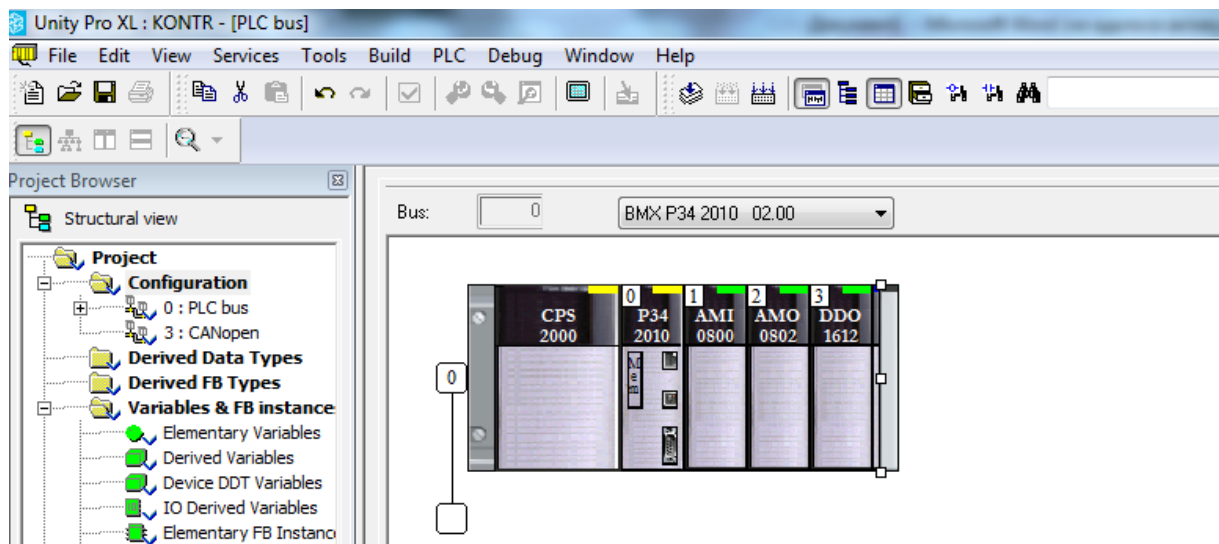 Unity Pro XL : KONTR - [PLC bus]
File Edit View Services Tools Build PLC Debug Window Help
Project Browser
Structural view
Project
Configuration
0 : PLC bus
3 : CANopen
Derived Data Types
Derived FB Types
Variables & FB instance
Elementary Variables
Derived Variables
Device DDT Variables
IO Derived Variables
Elementary FB Instanc
Bus: 0 BMX P34 2010 02.00
0 1 2 3
CPS P34 AMI AMO DDO
2000 2010 0800 0802 1612
Mem
0